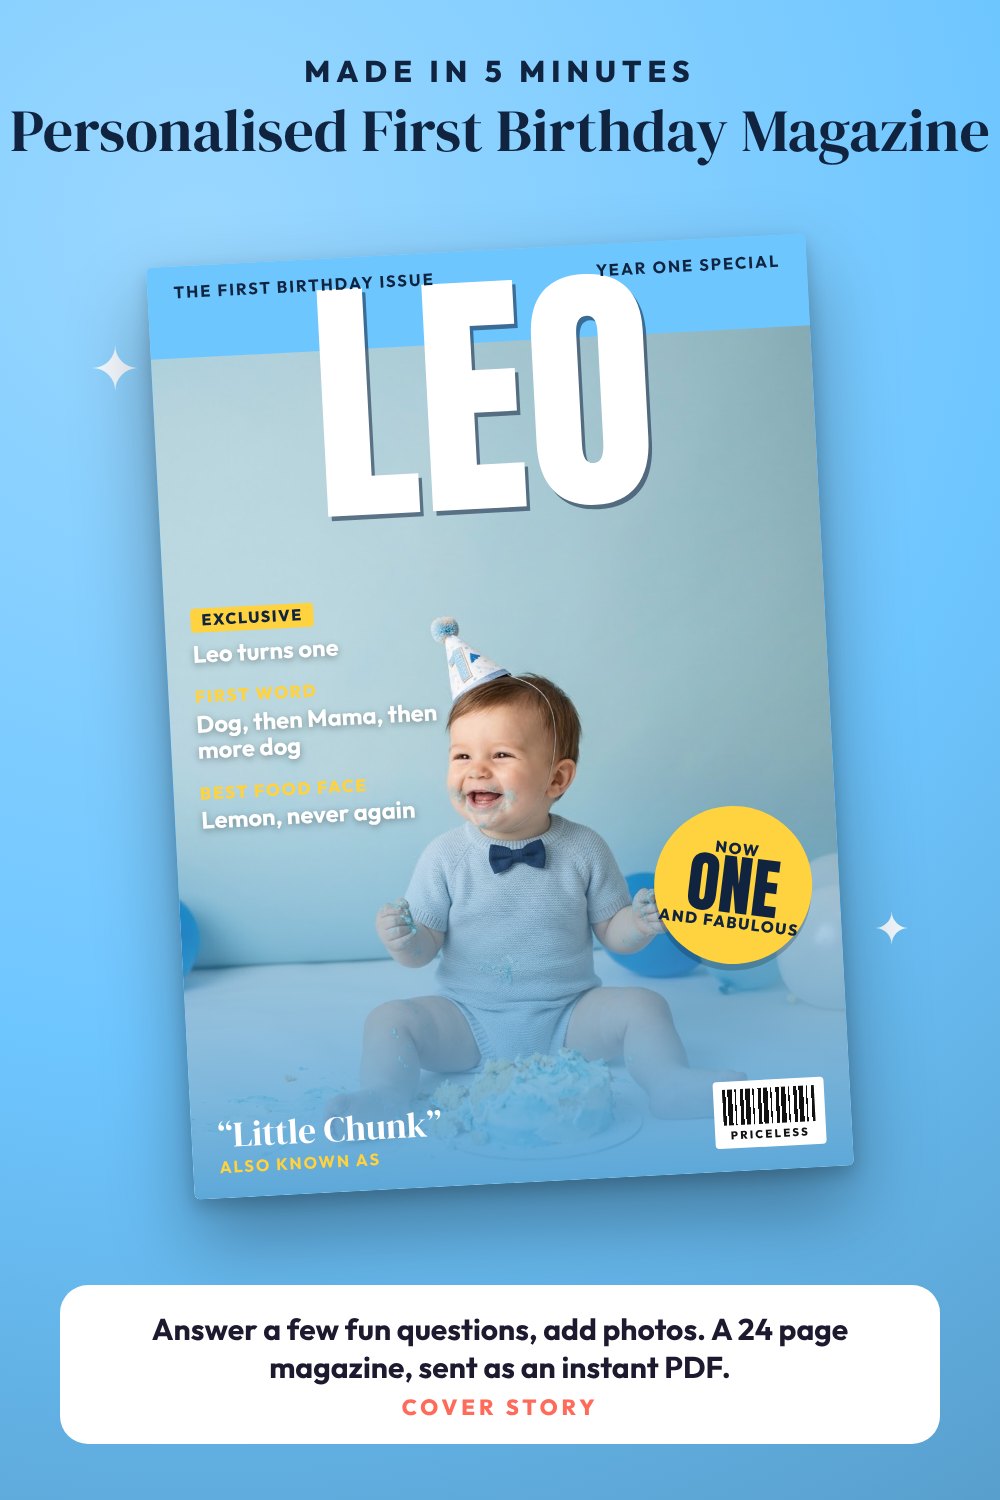 MADE IN 5 MINUTES
Personalised First Birthday Magazine
THE FIRST BIRTHDAY ISSUE
YEAR ONE SPECIAL
LEO
EXCLUSIVE
Leo turns one
FIRST WORD
Dog, then Mama, then
more dog
BEST FOOD FACE
Lemon, never again
NOW
ONE
AND FABULOUS
“Little Chunk”
ALSO KNOWN AS
PRICELESS
Answer a few fun questions, add photos. A 24 page
magazine, sent as an instant PDF.
COVER STORY